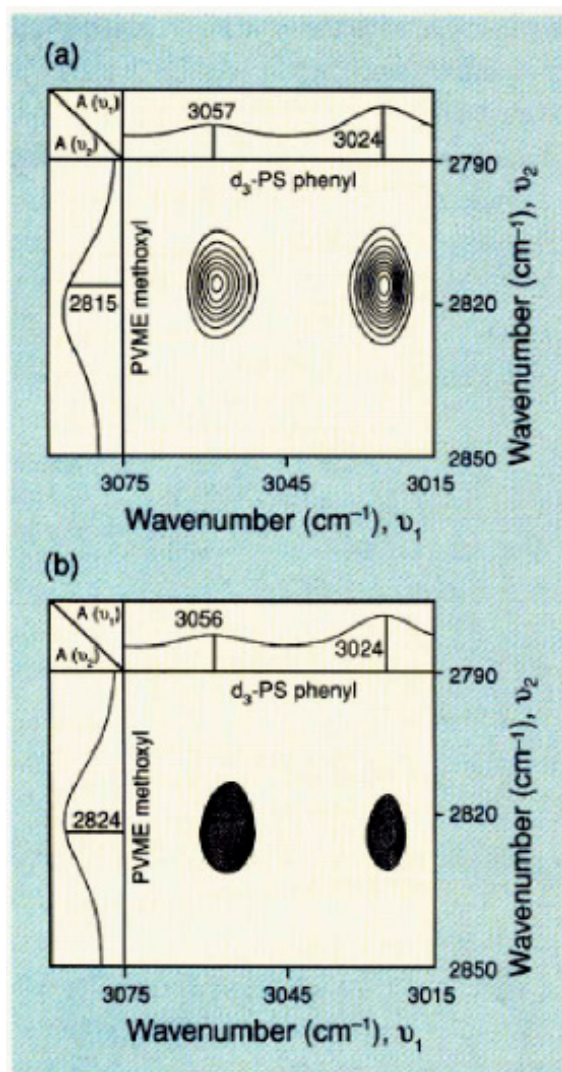 (a)
A (υ₁)
A (υ₂)
3057
3024
2790
d₃-PS phenyl
PVME methoxyl
2815
2820
Wavenumber (cm⁻¹), υ₂
2850
3075 3045 3015
Wavenumber (cm⁻¹), υ₁
(b)
A (υ₁)
A (υ₂)
3056
3024
2790
d₃-PS phenyl
PVME methoxyl
2824
2820
Wavenumber (cm⁻¹), υ₂
2850
3075 3045 3015
Wavenumber (cm⁻¹), υ₁